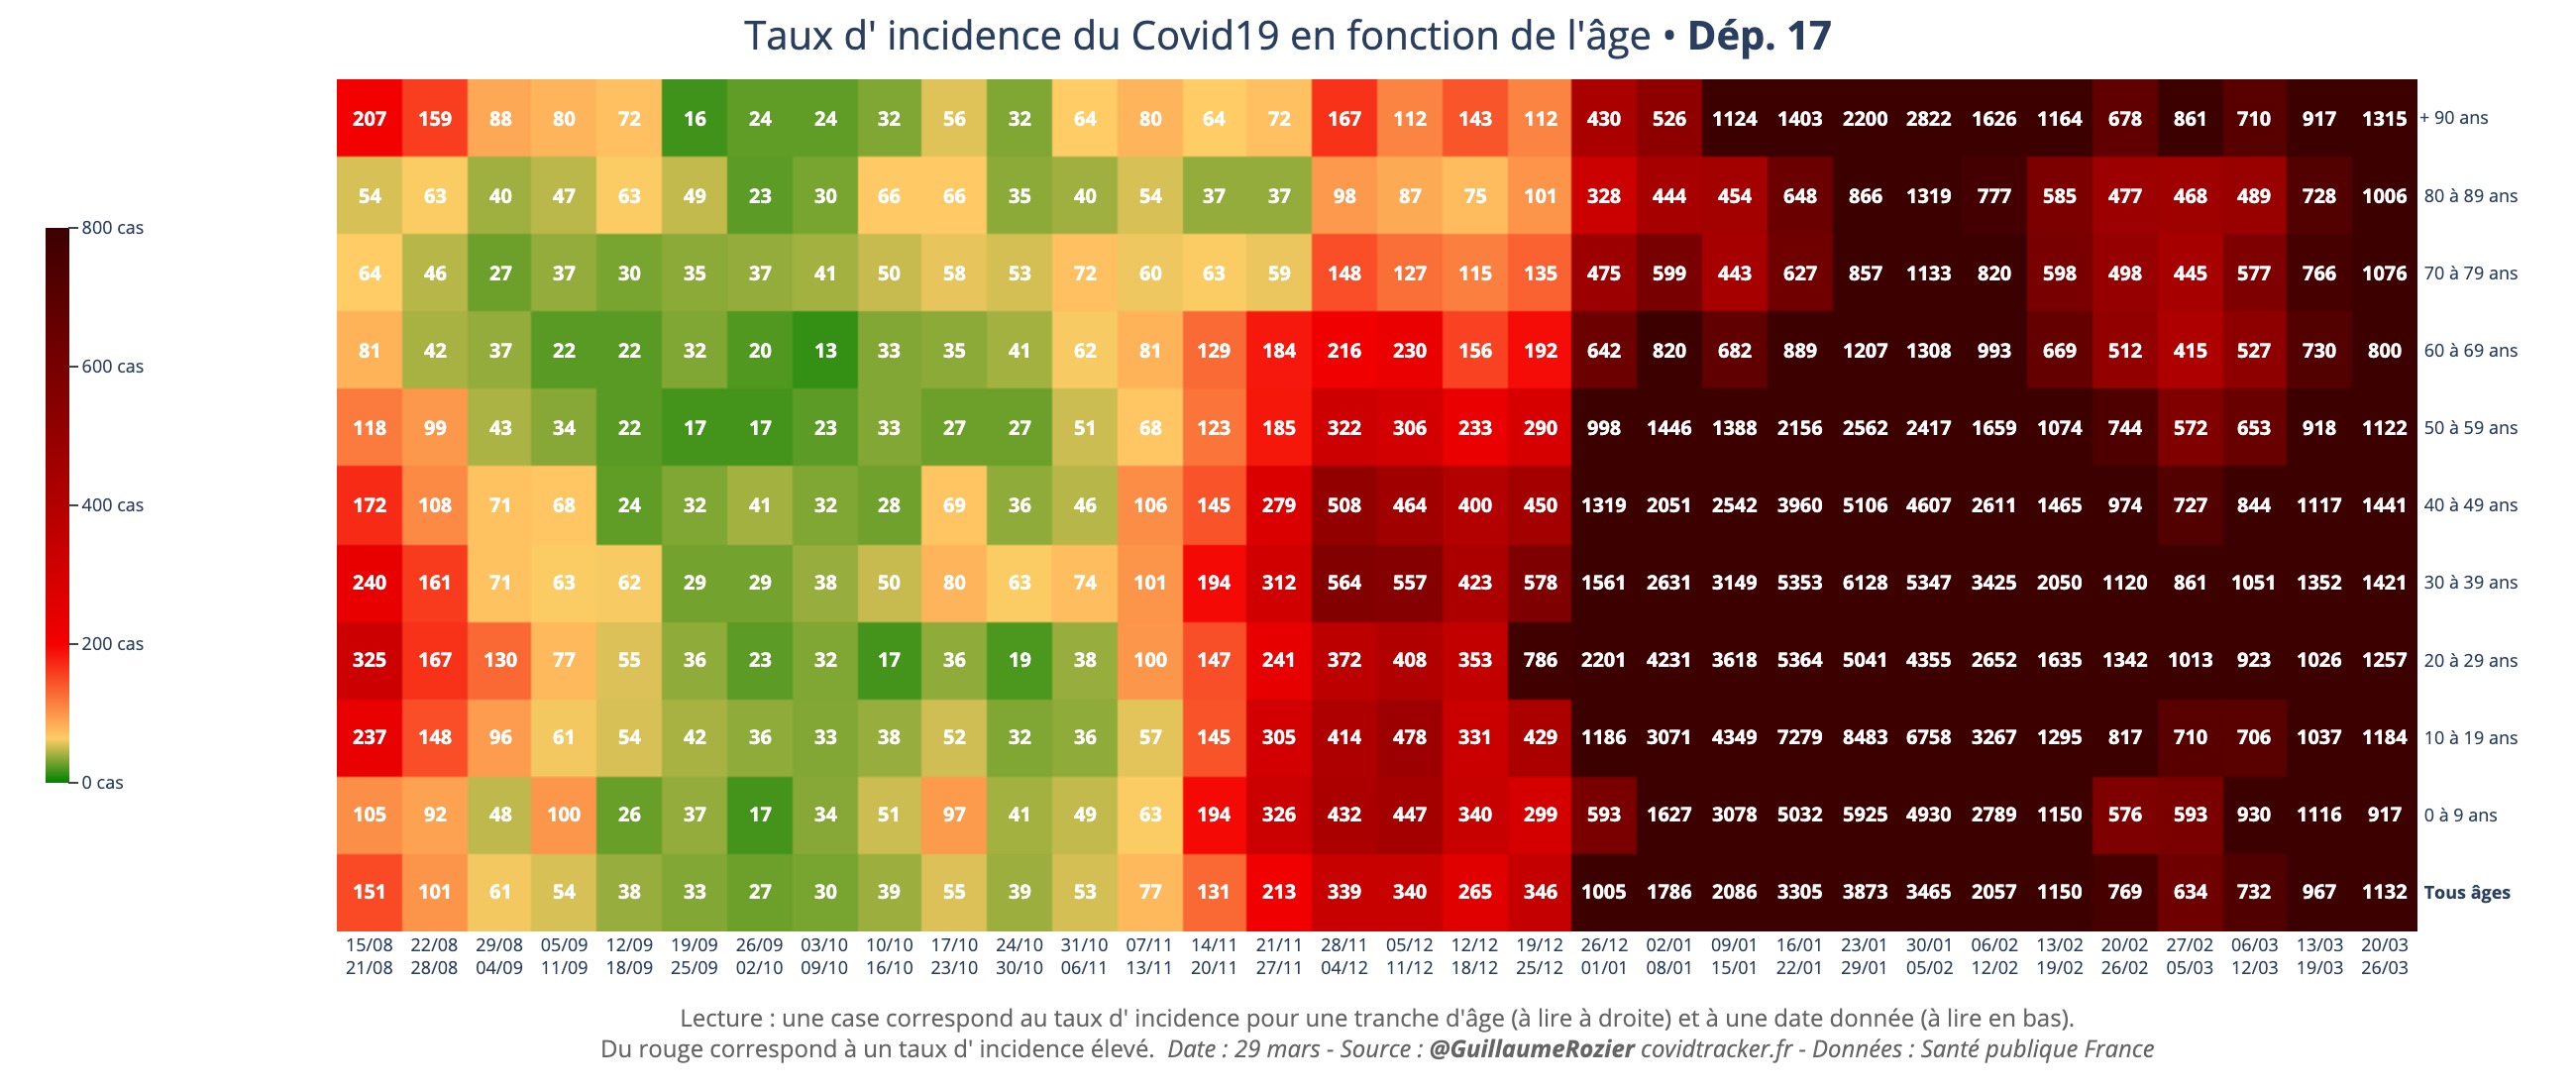 Taux d' incidence du Covid19 en fonction de l'âge • Dép. 17
207 159 88 80 72 16 24 24 32 56 32 64 80 64 72 167 112 143 112 430 526 1124 1403 2200 2822 1626 1164 678 861 710 917 1315 + 90 ans
54 63 40 47 63 49 23 30 66 66 35 40 54 37 37 98 87 75 101 328 444 454 648 866 1319 777 585 477 468 489 728 1006 80 à 89 ans
800 cas
64 46 27 37 30 35 37 41 50 58 53 72 60 63 59 148 127 115 135 475 599 443 627 857 1133 820 598 498 445 577 766 1076 70 à 79 ans
81 42 37 22 22 32 20 13 33 35 41 62 81 129 184 216 230 156 192 642 820 682 889 1207 1308 993 669 512 415 527 730 800 60 à 69 ans
600 cas
118 99 43 34 22 17 17 23 33 27 27 51 68 123 185 322 306 233 290 998 1446 1388 2156 2562 2417 1659 1074 744 572 653 918 1122 50 à 59 ans
400 cas
172 108 71 68 24 32 41 32 28 69 36 46 106 145 279 508 464 400 450 1319 2051 2542 3960 5106 4607 2611 1465 974 727 844 1117 1441 40 à 49 ans
240 161 71 63 62 29 29 38 50 80 63 74 101 194 312 564 557 423 578 1561 2631 3149 5353 6128 5347 3425 2050 1120 861 1051 1352 1421 30 à 39 ans
200 cas
325 167 130 77 55 36 23 32 17 36 19 38 100 147 241 372 408 353 786 2201 4231 3618 5364 5041 4355 2652 1635 1342 1013 923 1026 1257 20 à 29 ans
237 148 96 61 54 42 36 33 38 52 32 36 57 145 305 414 478 331 429 1186 3071 4349 7279 8483 6758 3267 1295 817 710 706 1037 1184 10 à 19 ans
0 cas
105 92 48 100 26 37 17 34 51 97 41 49 63 194 326 432 447 340 299 593 1627 3078 5032 5925 4930 2789 1150 576 593 930 1116 917 0 à 9 ans
151 101 61 54 38 33 27 30 39 55 39 53 77 131 213 339 340 265 346 1005 1786 2086 3305 3873 3465 2057 1150 769 634 732 967 1132 Tous âges
15/08 22/08 29/08 05/09 12/09 19/09 26/09 03/10 10/10 17/10 24/10 31/10 07/11 14/11 21/11 28/11 05/12 12/12 19/12 26/12 02/01 09/01 16/01 23/01 30/01 06/02 13/02 20/02 27/02 06/03 13/03 20/03
21/08 28/08 04/09 11/09 18/09 25/09 02/10 09/10 16/10 23/10 30/10 06/11 13/11 20/11 27/11 04/12 11/12 18/12 25/12 01/01 08/01 15/01 22/01 29/01 05/02 12/02 19/02 26/02 05/03 12/03 19/03 26/03
Lecture : une case correspond au taux d' incidence pour une tranche d'âge (à lire à droite) et à une date donnée (à lire en bas).
Du rouge correspond à un taux d' incidence élevé. Date : 29 mars - Source : @GuillaumeRozier covidtracker.fr - Données : Santé publique France